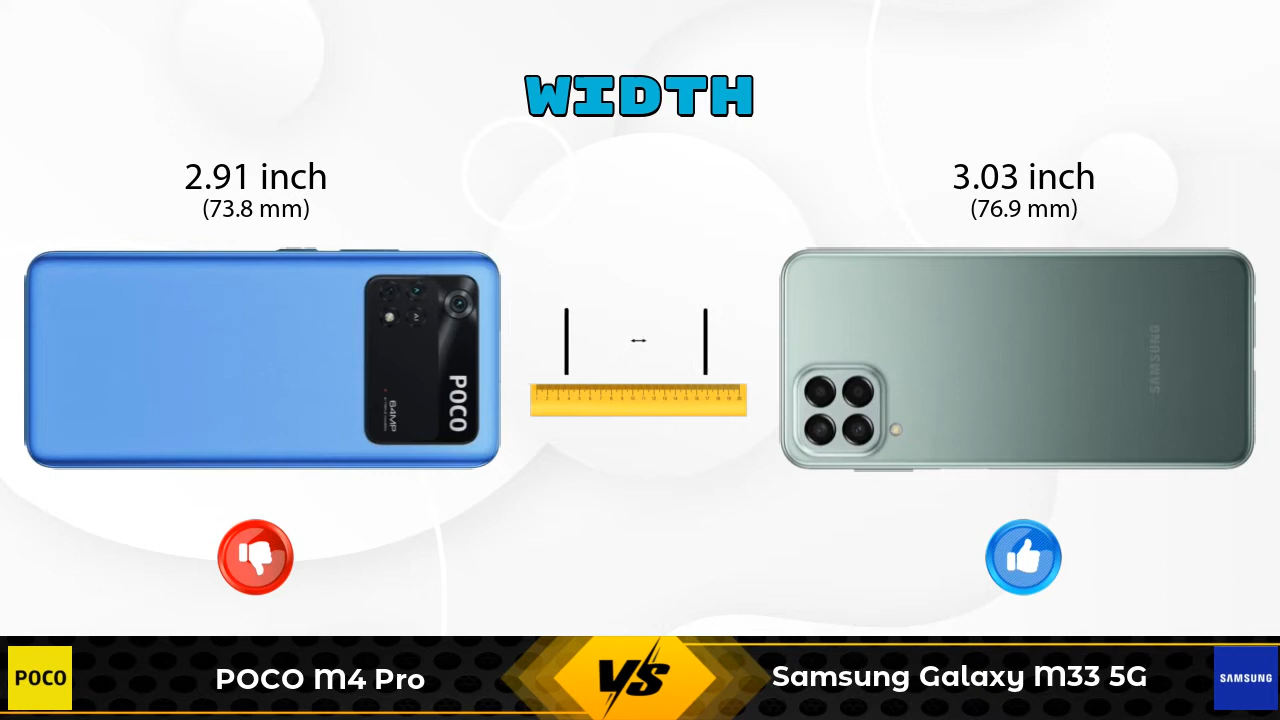 WIDTH
2.91 inch
(73.8 mm)
3.03 inch
(76.9 mm)
POCO
64MP
AI
SAMSUNG
POCO
POCO M4 Pro
VS
Samsung Galaxy M33 5G
SAMSUNG